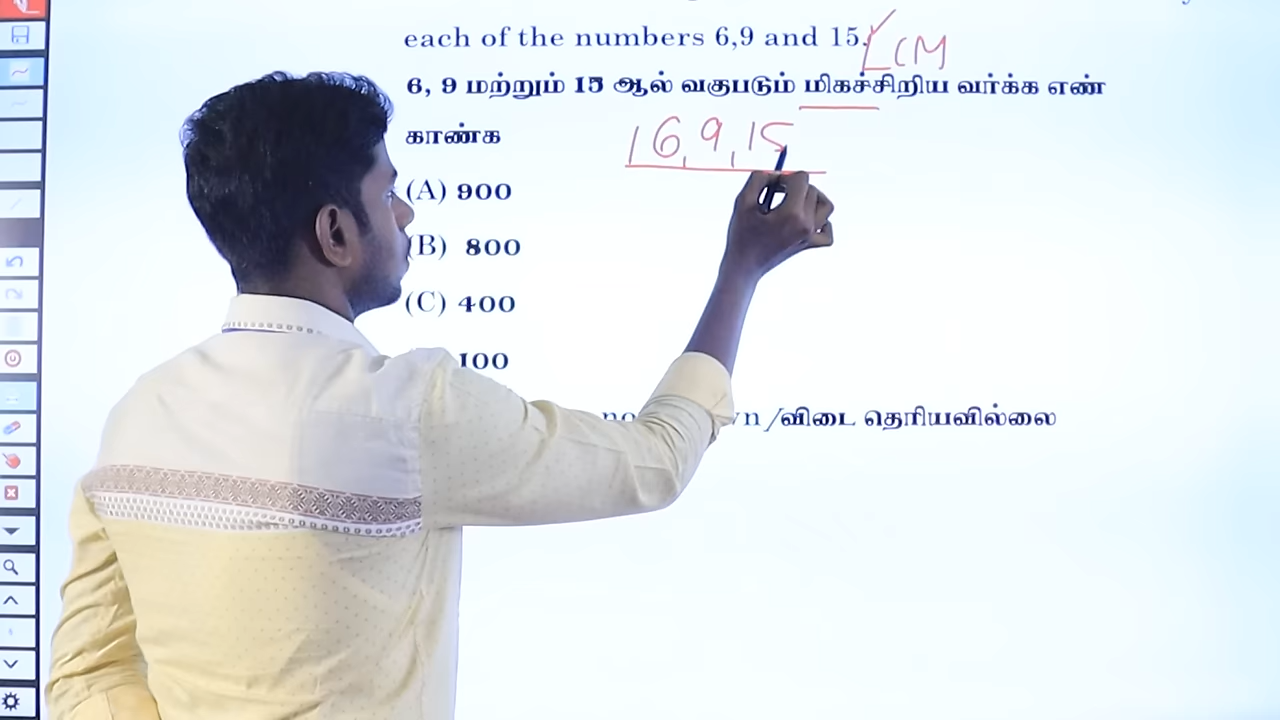 each of the numbers 6,9 and 15. LCM
6, 9 மற்றும் 15 ஆல் வகுபடும் மிகச்சிறிய வர்க்க எண்
காண்க
6, 9, 15
(A) 900
(B) 800
(C) 400
100
/விடை தெரியவில்லை